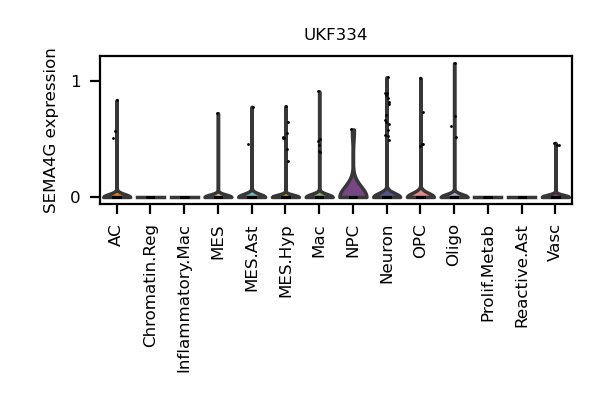 UKF334
SEMA4G expression
1
0
AC
Chromatin.Reg
Inflammatory.Mac
MES
MES.Ast
MES.Hyp
Mac
NPC
Neuron
OPC
Oligo
Prolif.Metab
Reactive.Ast
Vasc